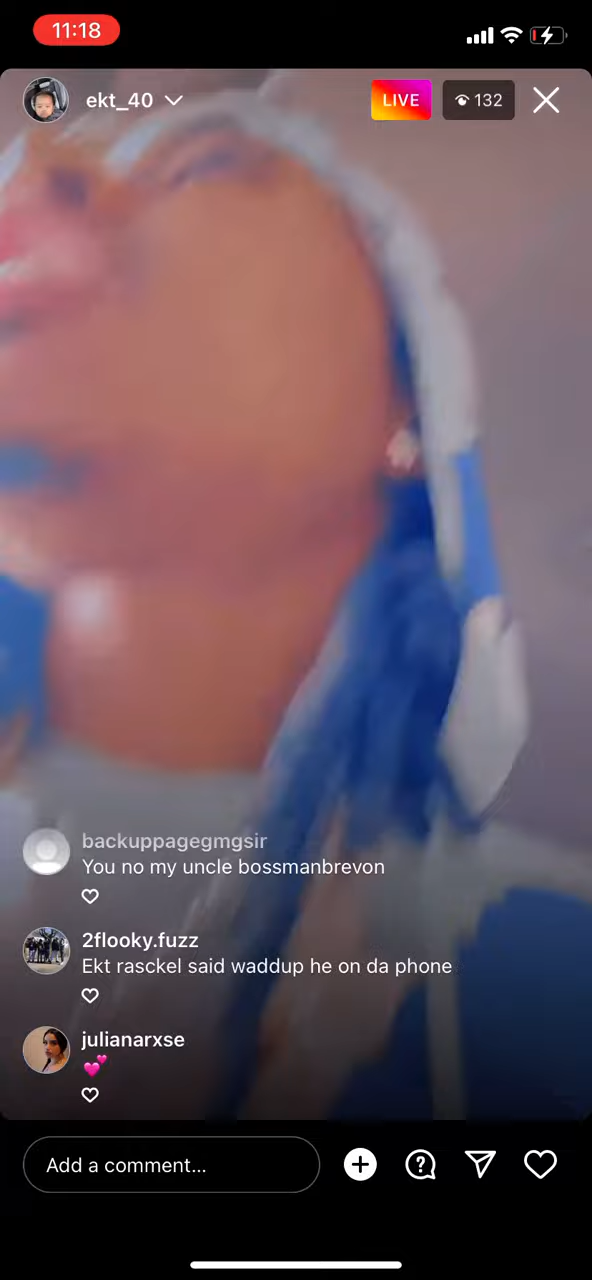 11:18
ekt_40
LIVE
132
backuppagegmgsir
You no my uncle bossmanbrevon
2flooky.fuzz
Ekt rasckel said waddup he on da phone
julianarxse
💕
Add a comment...